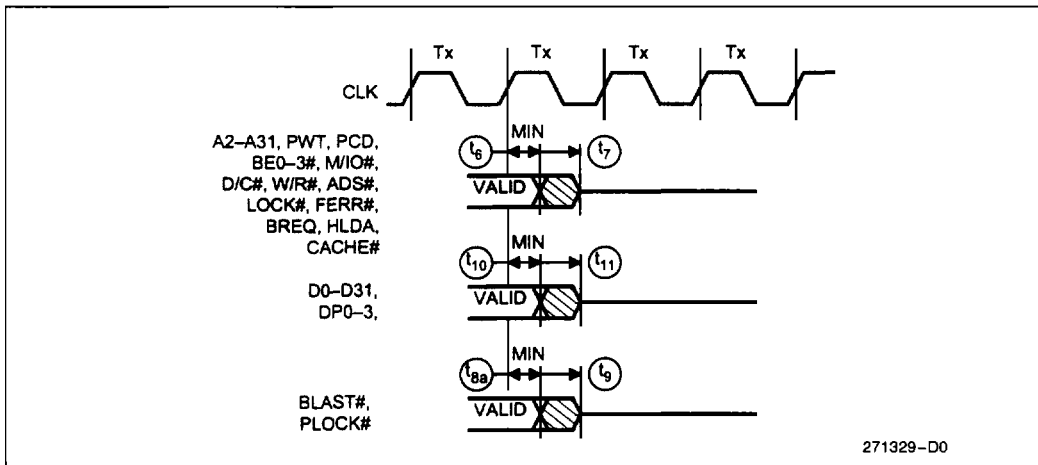 Tx Tx Tx Tx
CLK
A2–A31, PWT, PCD,
BE0–3#, M/IO#,
D/C#, W/R#, ADS#,
LOCK#, FERR#,
BREQ, HLDA,
CACHE#
t6 MIN t7
VALID
D0–D31,
DP0–3,
t10 MIN t11
VALID
BLAST#,
PLOCK#
t8a MIN t9
VALID
271329–D0